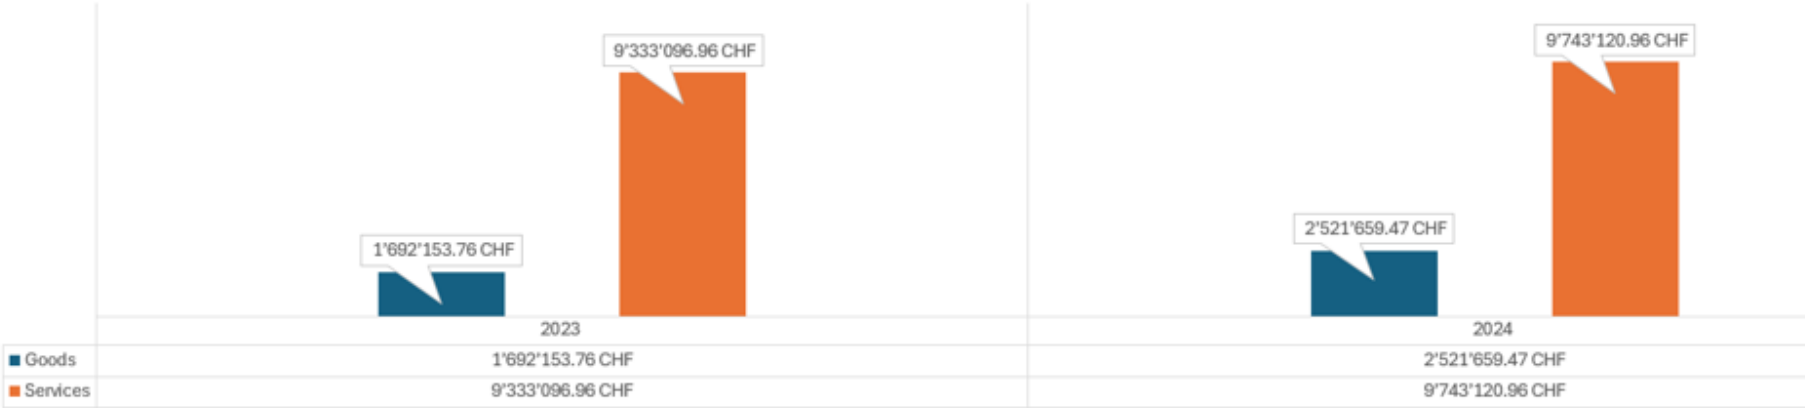 9'743'120.96 CHF
9'333'096.96 CHF
2'521'659.47 CHF
1'692'153.76 CHF
2023 2024
Goods 1'692'153.76 CHF 2'521'659.47 CHF
Services 9'333'096.96 CHF 9'743'120.96 CHF